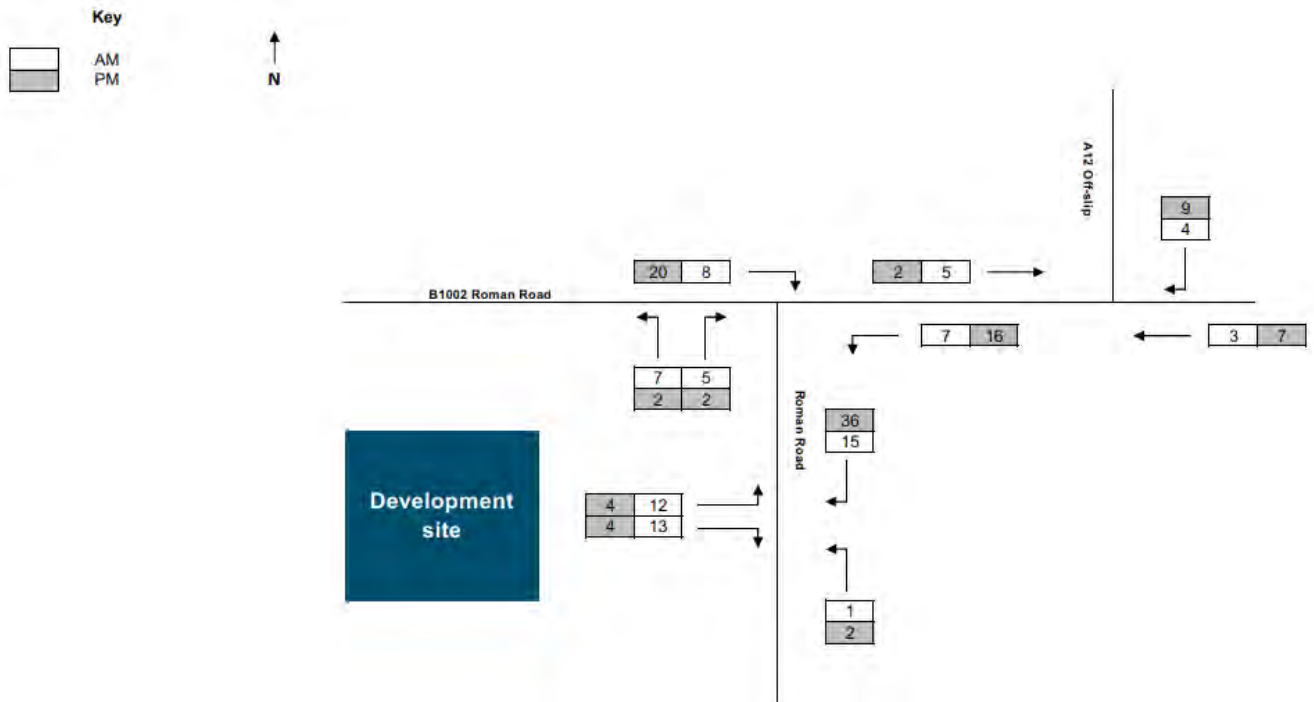 Key
AM
PM
N
A12 Off-slip
9
4
20 8
2 5
B1002 Roman Road
7 16
3 7
7 5
2 2
Roman Road
36
15
Development
site
4 12
4 13
1
2